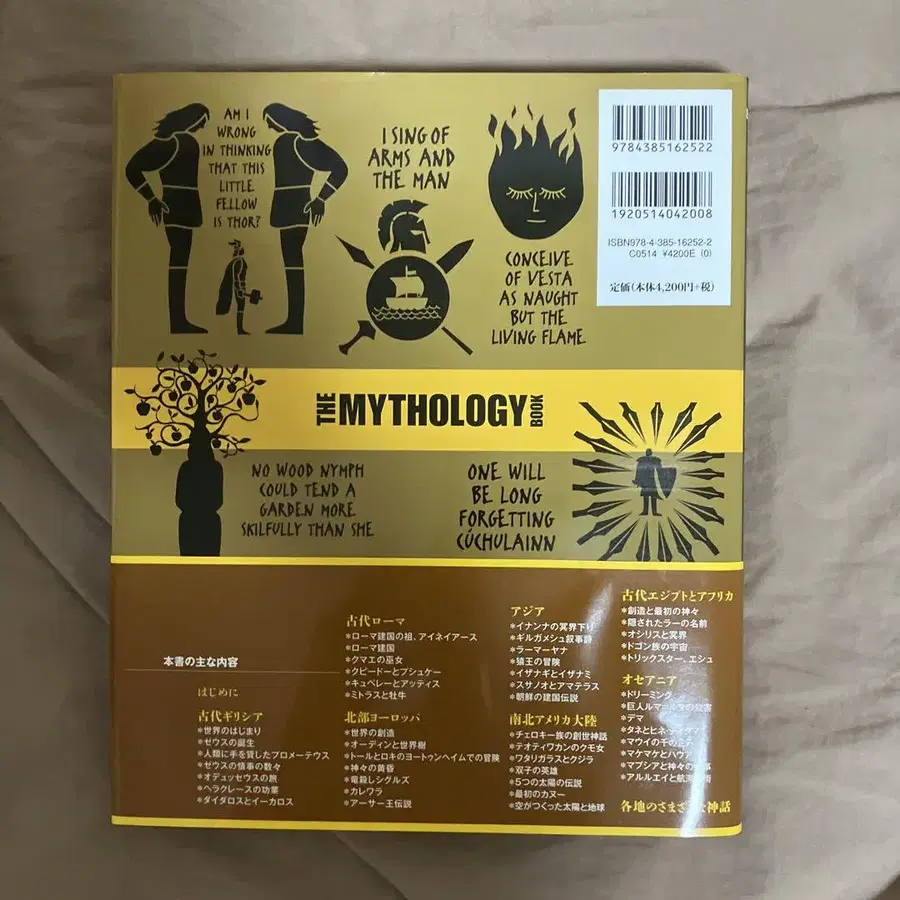 AM I
WRONG
IN THINKING
THAT THIS
LITTLE
FELLOW
IS THOR?
I SING OF
ARMS AND
THE MAN
CONCEIVE
OF VESTA
AS NAUGHT
BUT THE
LIVING FLAME
9784385162522
1920514042008
ISBN978-4-385-16252-2
C0514 ¥4200E (0)
定価(本体4,200円+税)
THE MYTHOLOGY BOOK
NO WOOD NYMPH
COULD TEND A
GARDEN MORE
SKILFULLY THAN SHE
ONE WILL
BE LONG
FORGETTING
CÚCHULAINN
本書の主な内容
はじめに
古代ギリシア
*世界のはじまり
*ゼウスの誕生
*人類に手を貸したプロメーテウス
*ゼウスの情事の数々
*オデュッセウスの旅
*ヘラクレースの功業
*ダイダロスとイーカロス
古代ローマ
*ローマ建国の祖、アイネイアース
*ローマ建国
*クマエの巫女
*クピードーとプシューケー
*キュベレーとアッティス
*ミトラスと牡牛
北部ヨーロッパ
*世界の創造
*オーディンと世界樹
*トールとロキのヨートゥンヘイムでの冒険
*神々の黄昏
*竜殺しシグルズ
*カレワラ
*アーサー王伝説
アジア
*イナンナの冥界下り
*ギルガメシュ叙事詩
*ラーマーヤナ
*猿王の冒険
*イザナギとイザナミ
*スサノオとアマテラス
*朝鮮の建国伝説
南北アメリカ大陸
*チェロキー族の創世神話
*テオティワカンのクモ女
*ワタリガラスとクジラ
*双子の英雄
*5つの太陽の伝説
*最初のカヌー
*空がつくった太陽と地球
古代エジプトとアフリカ
*創造と最初の神々
*隠されたラーの名前
*オシリスと冥界
*ドゴン族の宇宙
*トリックスター、エシュ
オセアニア
*ドリーミング
*巨人ルマ
*デマ
*タネとヒネ
*マウイの千の
*マケマケとハウア
*マプシアと神々の
*アルルエイと航海術
各地のさまざまな神話